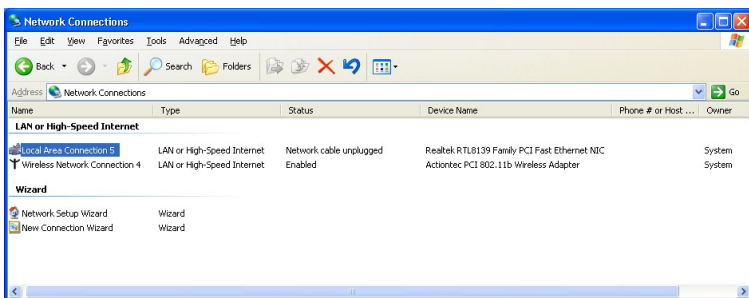 Network Connections
File Edit View Favorites Tools Advanced Help
Back Search Folders
Address Network Connections Go
Name Type Status Device Name Phone # or Host ... Owner
LAN or High-Speed Internet
Local Area Connection 5 LAN or High-Speed Internet Network cable unplugged Realtek RTL8139 Family PCI Fast Ethernet NIC System
Wireless Network Connection 4 LAN or High-Speed Internet Enabled Actiontec PCI 802.11b Wireless Adapter System
Wizard
Network Setup Wizard Wizard
New Connection Wizard Wizard